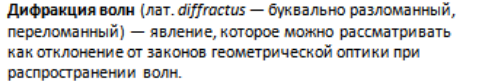 Дифракция волн (лат. diffractus — буквально разломанный,
переломанный) — явление, которое можно рассматривать
как отклонение от законов геометрической оптики при
распространении волн.